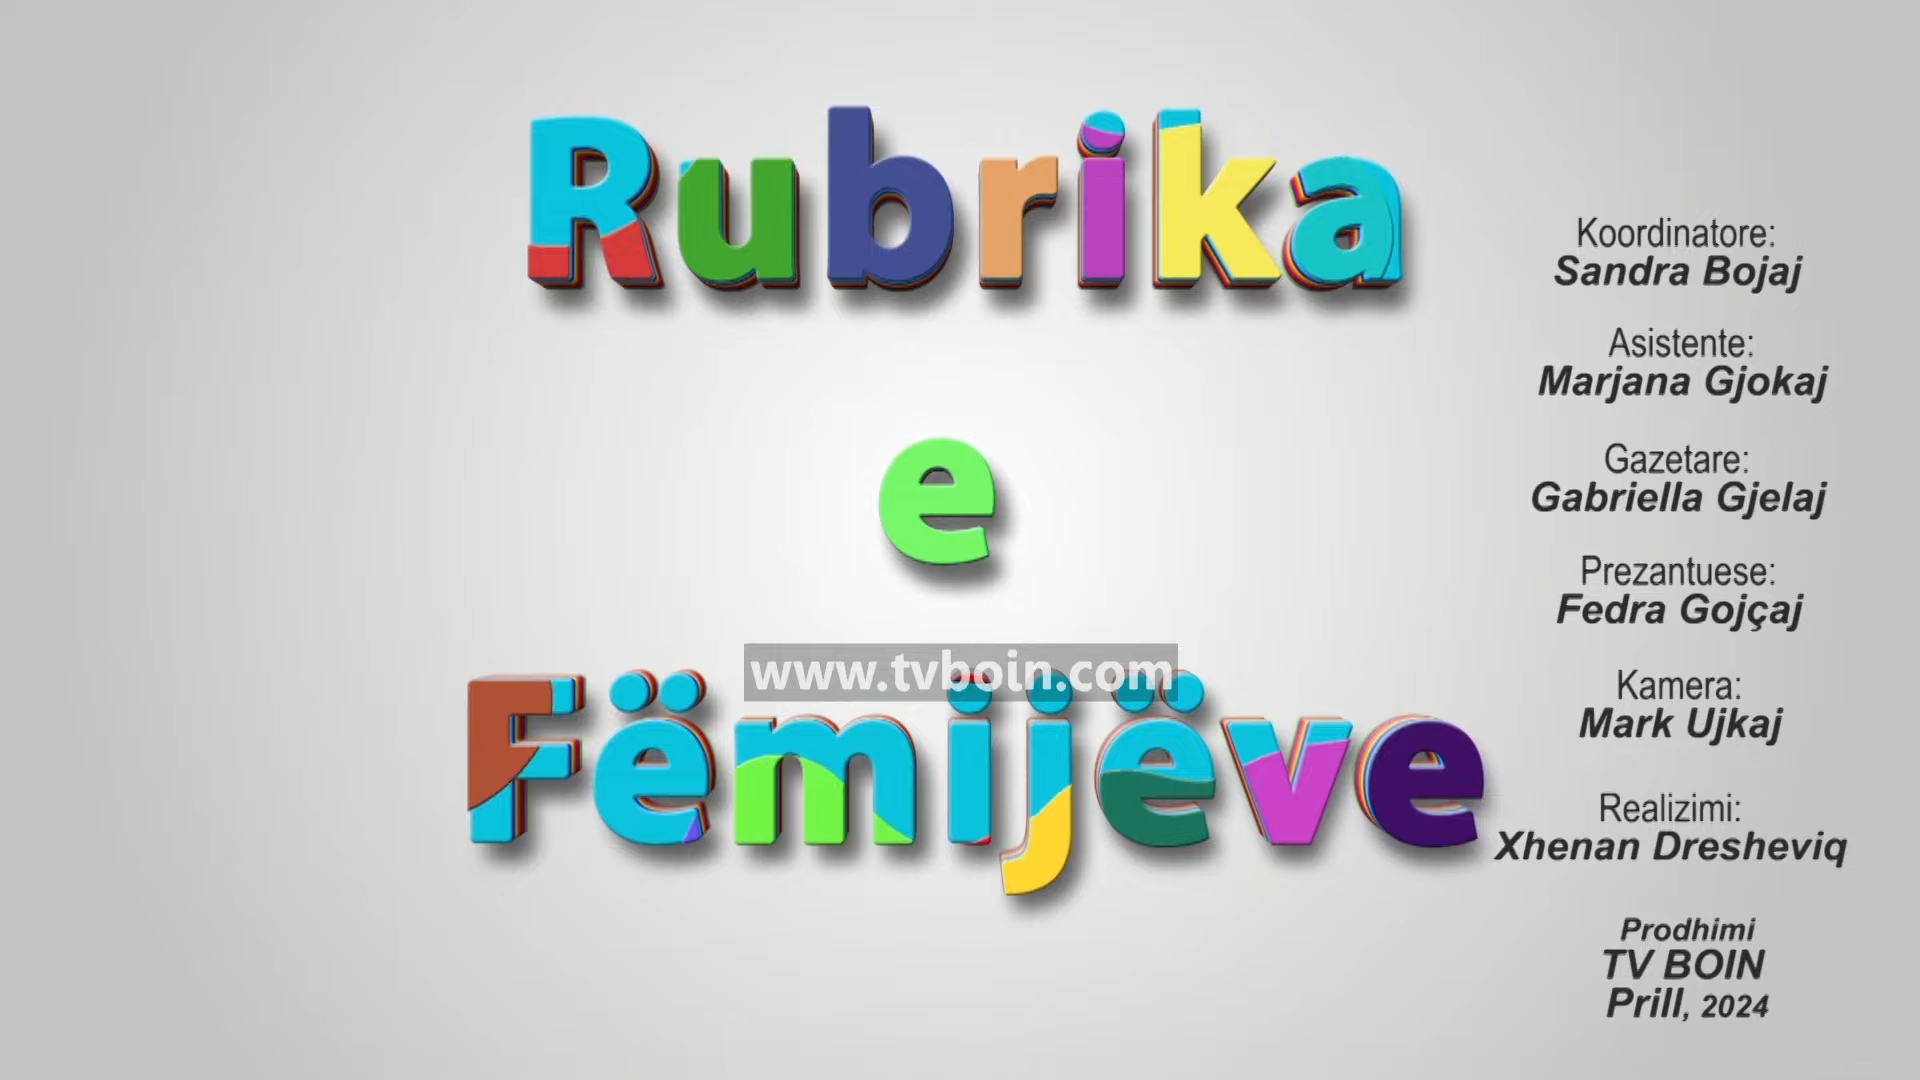 Rubrika
e
www.tvboin.com
Fëmijëve
Koordinatore:
Sandra Bojaj
Asistente:
Marjana Gjokaj
Gazetare:
Gabriella Gjelaj
Prezantuese:
Fedra Gojçaj
Kamera:
Mark Ujkaj
Realizimi:
Xhenan Dresheviq
Prodhimi
TV BOIN
Prill, 2024